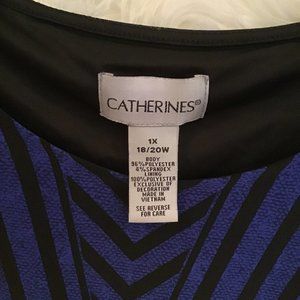 CATHERINES®
1X
18/20W
BODY
96%POLYESTER
4%SPANDEX
LINING
100%POLYESTER
EXCLUSIVE OF
DECORATION
MADE IN
VIETNAM
SEE REVERSE
FOR CARE